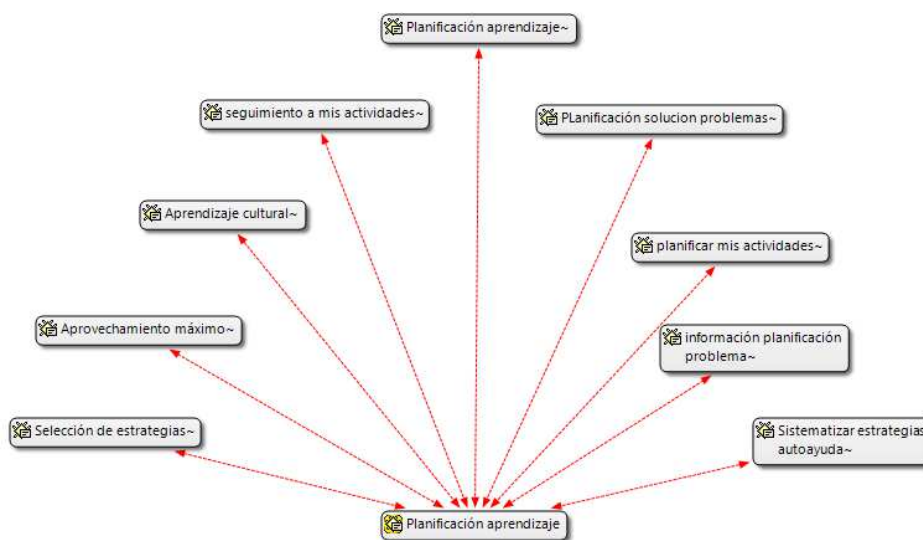 Planificación aprendizaje~
seguimiento a mis actividades~
PLanificación solucion problemas~
Aprendizaje cultural~
planificar mis actividades~
Aprovechamiento máximo~
información planificación
problema~
Selección de estrategias~
Sistematizar estrategias
autoayuda~
Planificación aprendizaje